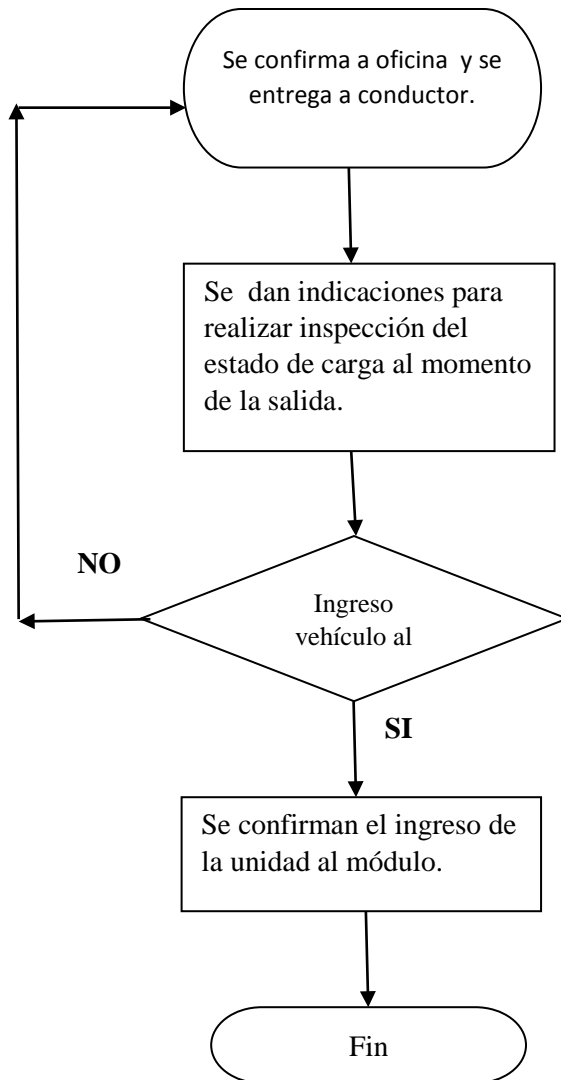 Se confirma a oficina y se
entrega a conductor.
Se dan indicaciones para
realizar inspección del
estado de carga al momento
de la salida.
NO
Ingreso
vehículo al
SI
Se confirman el ingreso de
la unidad al módulo.
Fin